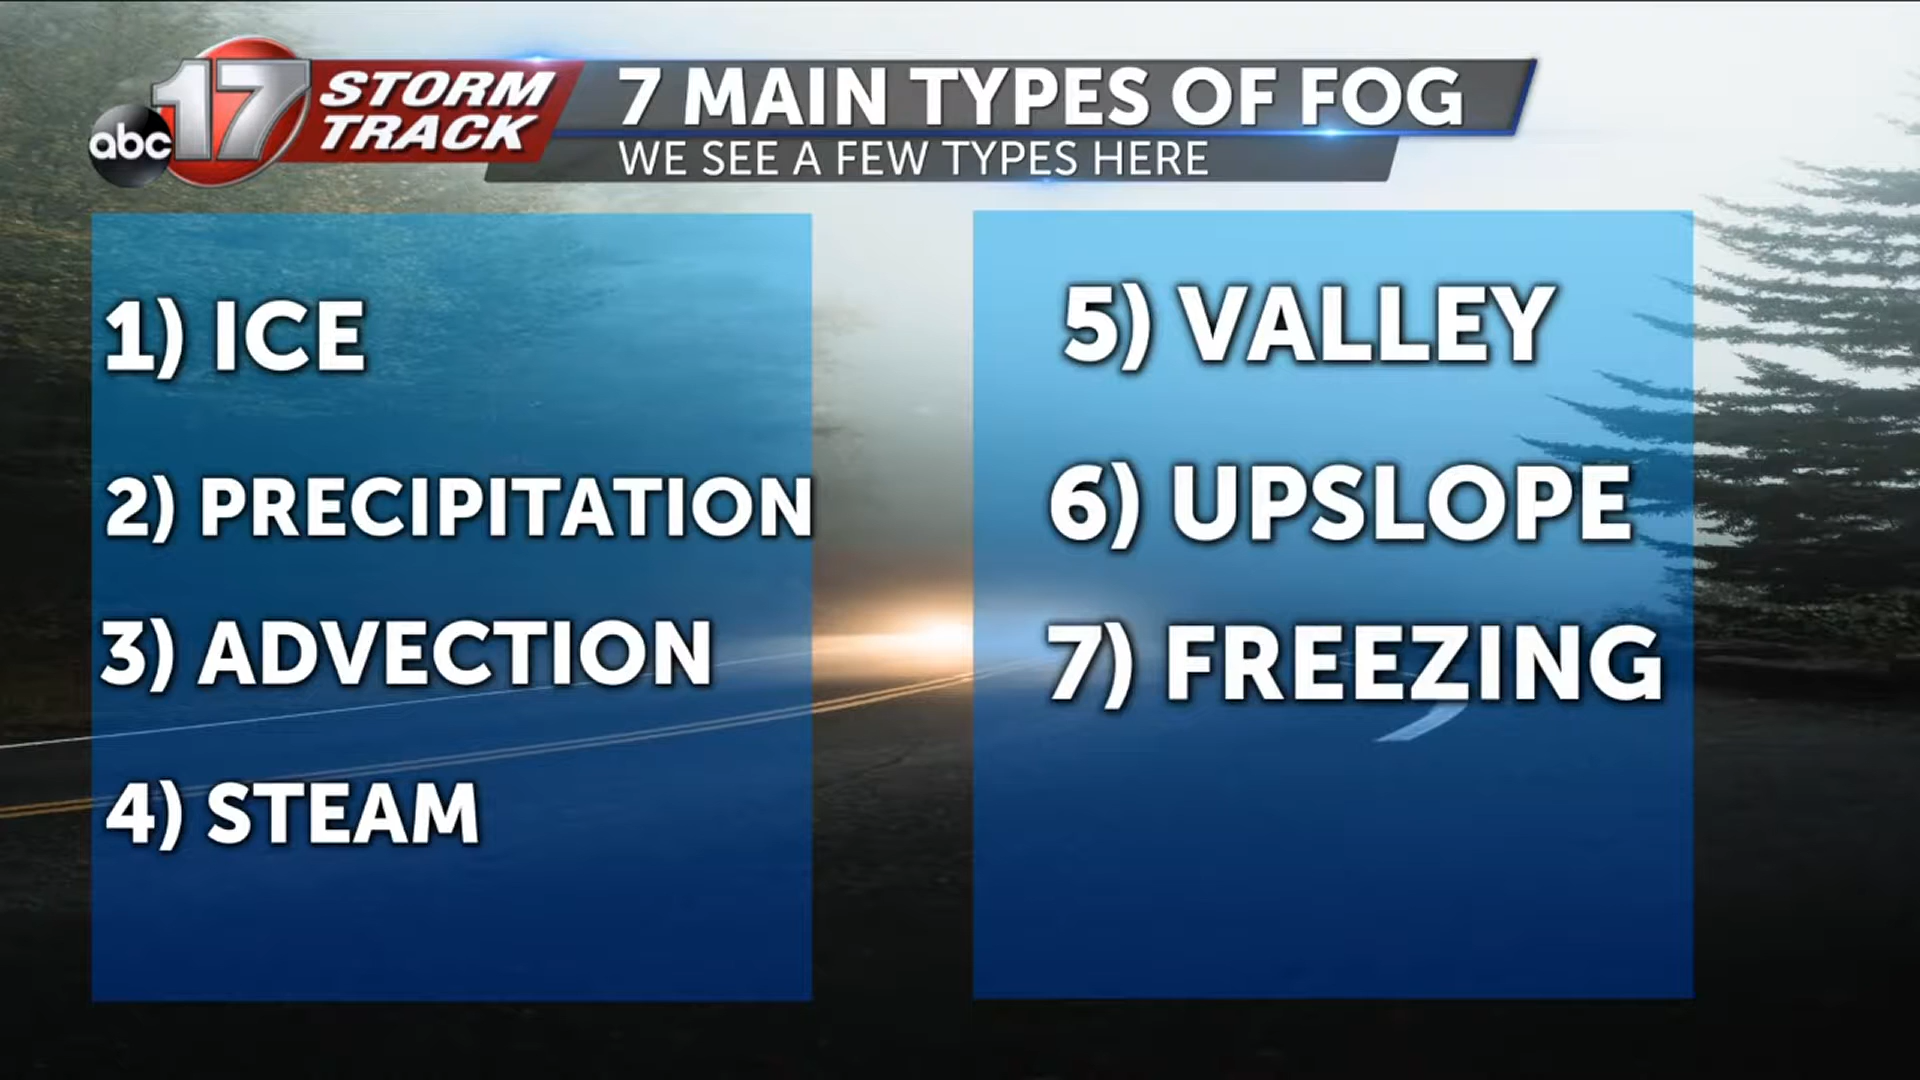 abc 17 STORM TRACK
7 MAIN TYPES OF FOG
WE SEE A FEW TYPES HERE
1) ICE
2) PRECIPITATION
3) ADVECTION
4) STEAM
5) VALLEY
6) UPSLOPE
7) FREEZING